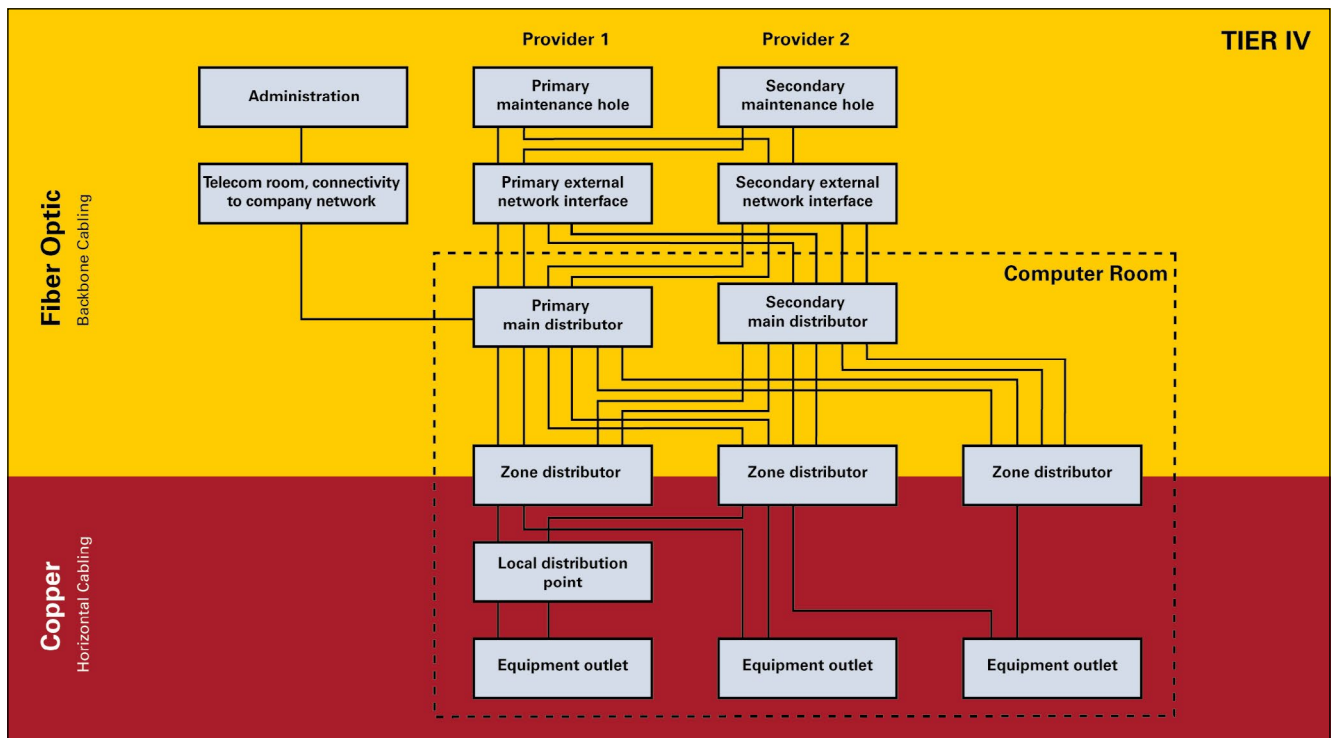 Provider 1
Provider 2
TIER IV
Administration
Primary
maintenance hole
Secondary
maintenance hole
Telecom room, connectivity
to company network
Primary external
network interface
Secondary external
network interface
Fiber Optic
Backbone Cabling
Computer Room
Primary
main distributor
Secondary
main distributor
Zone distributor
Zone distributor
Zone distributor
Copper
Horizontal Cabling
Local distribution
point
Equipment outlet
Equipment outlet
Equipment outlet